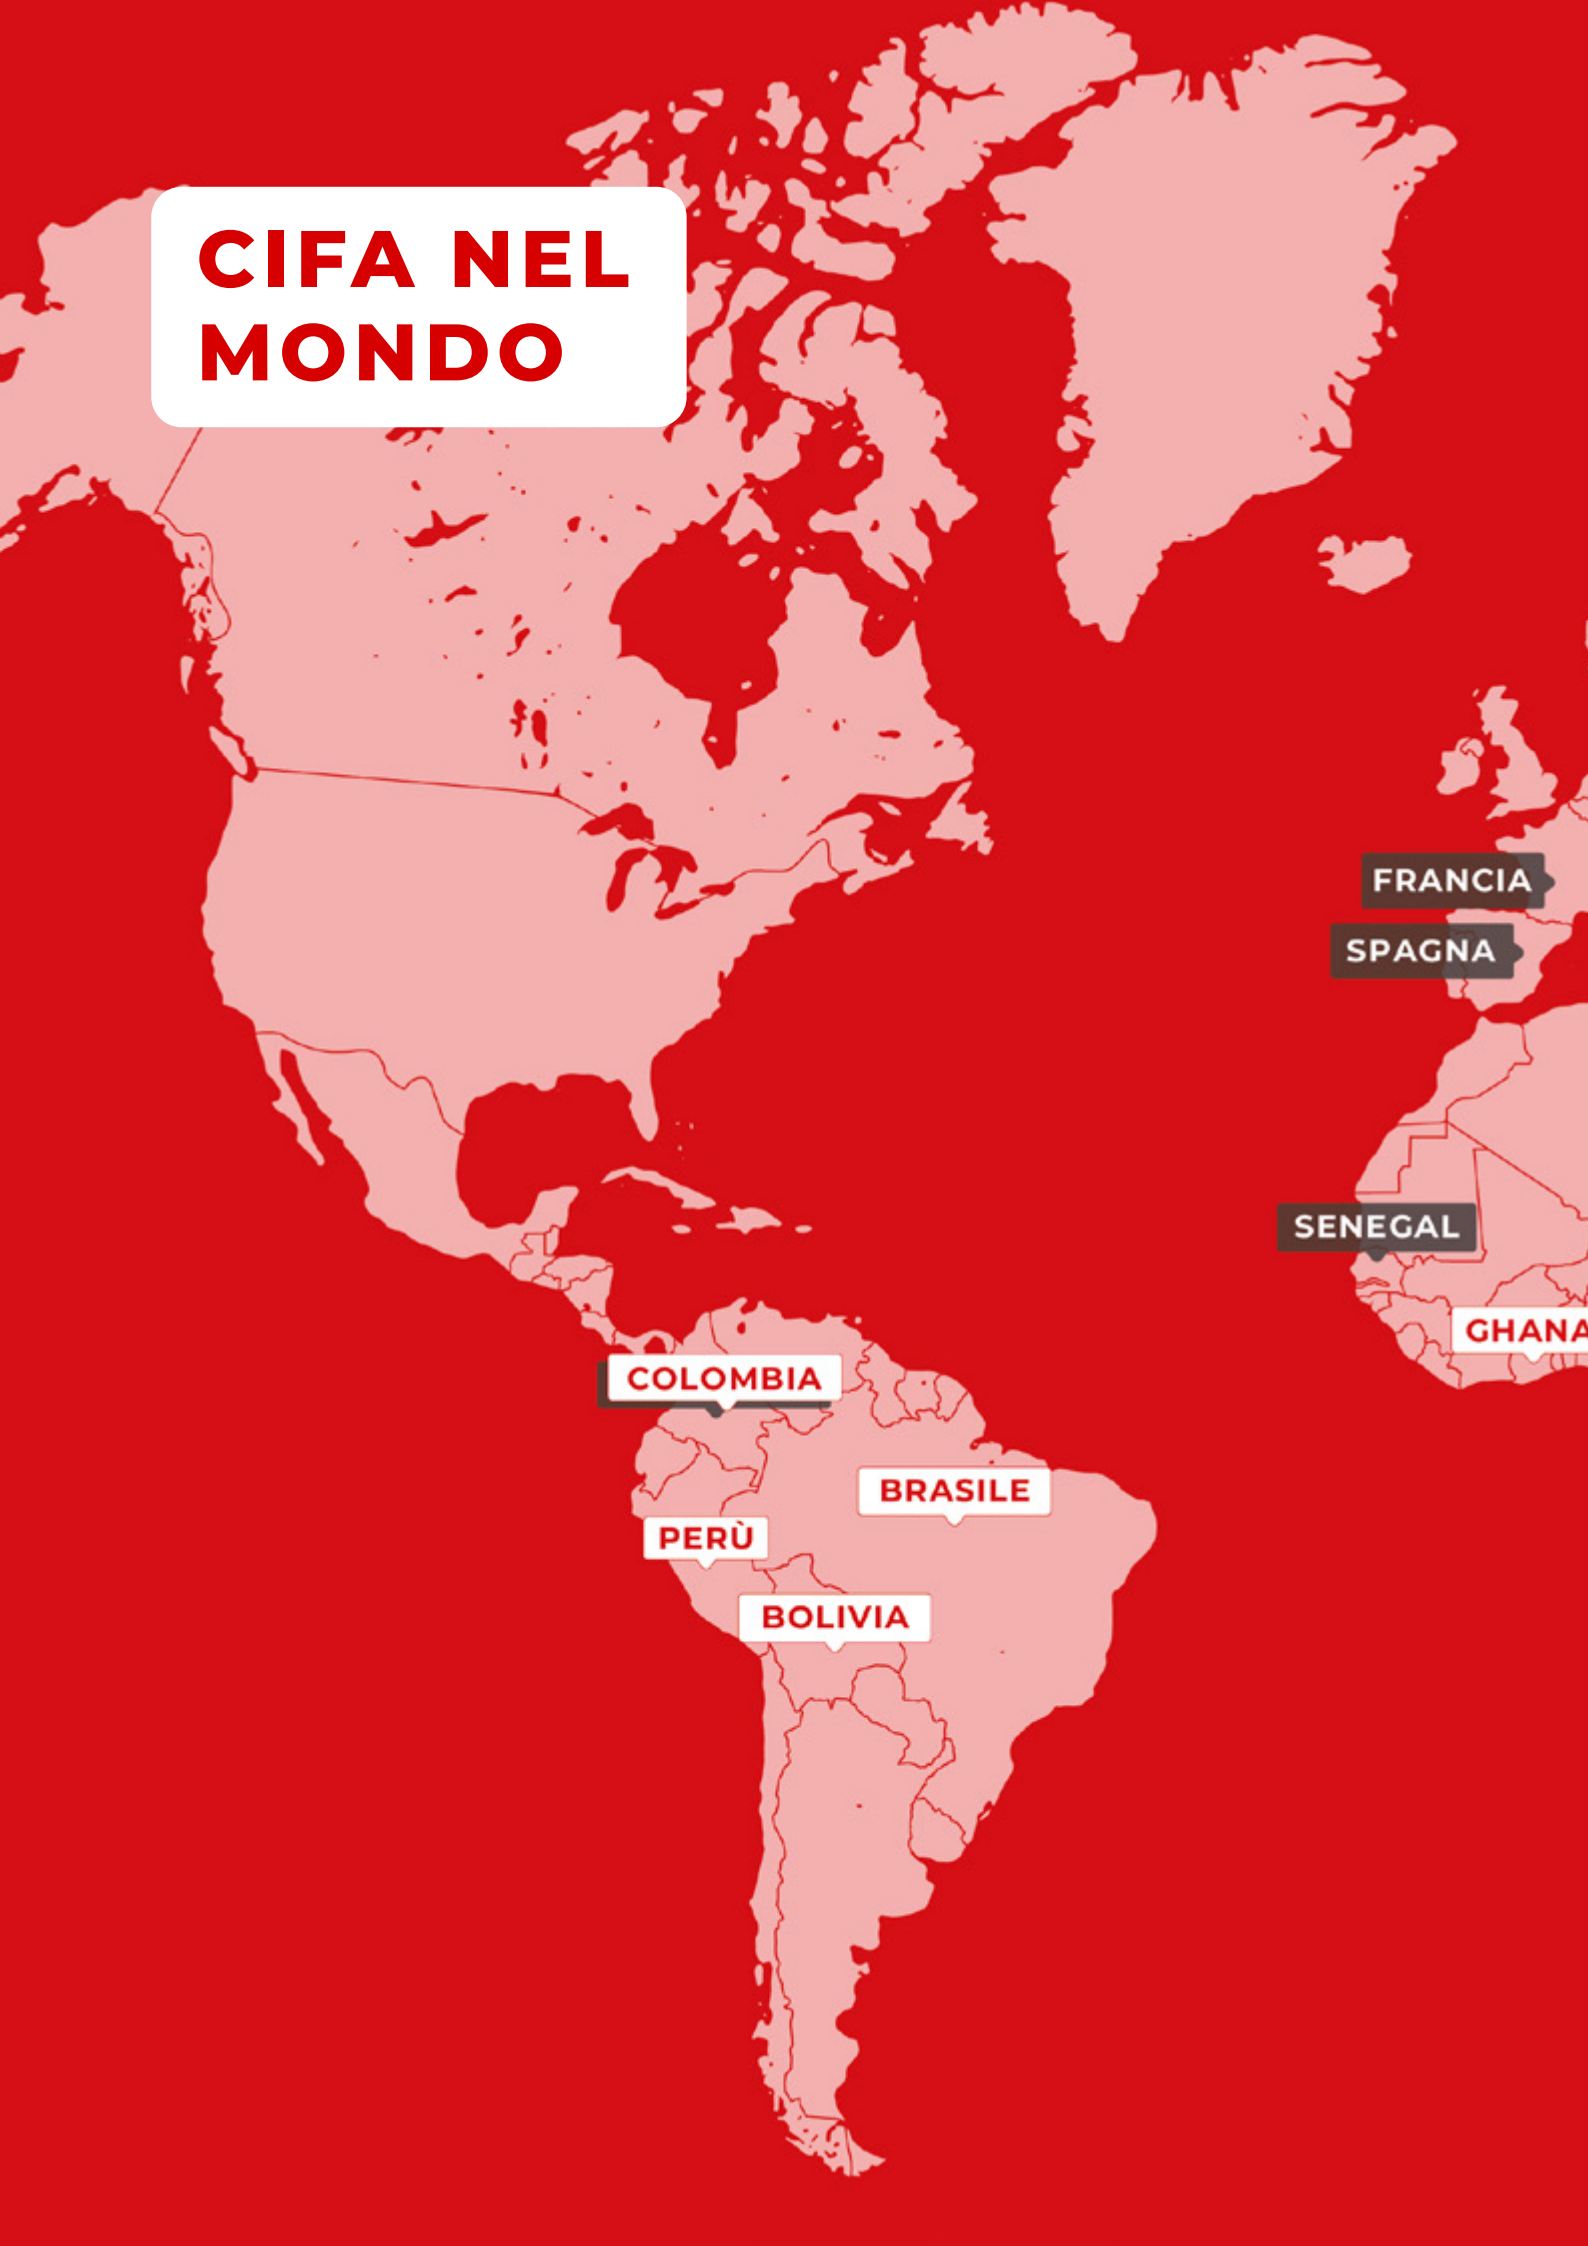 CIFA NEL
MONDO
FRANCIA
SPAGNA
SENEGAL
GHANA
COLOMBIA
BRASILE
PERÙ
BOLIVIA